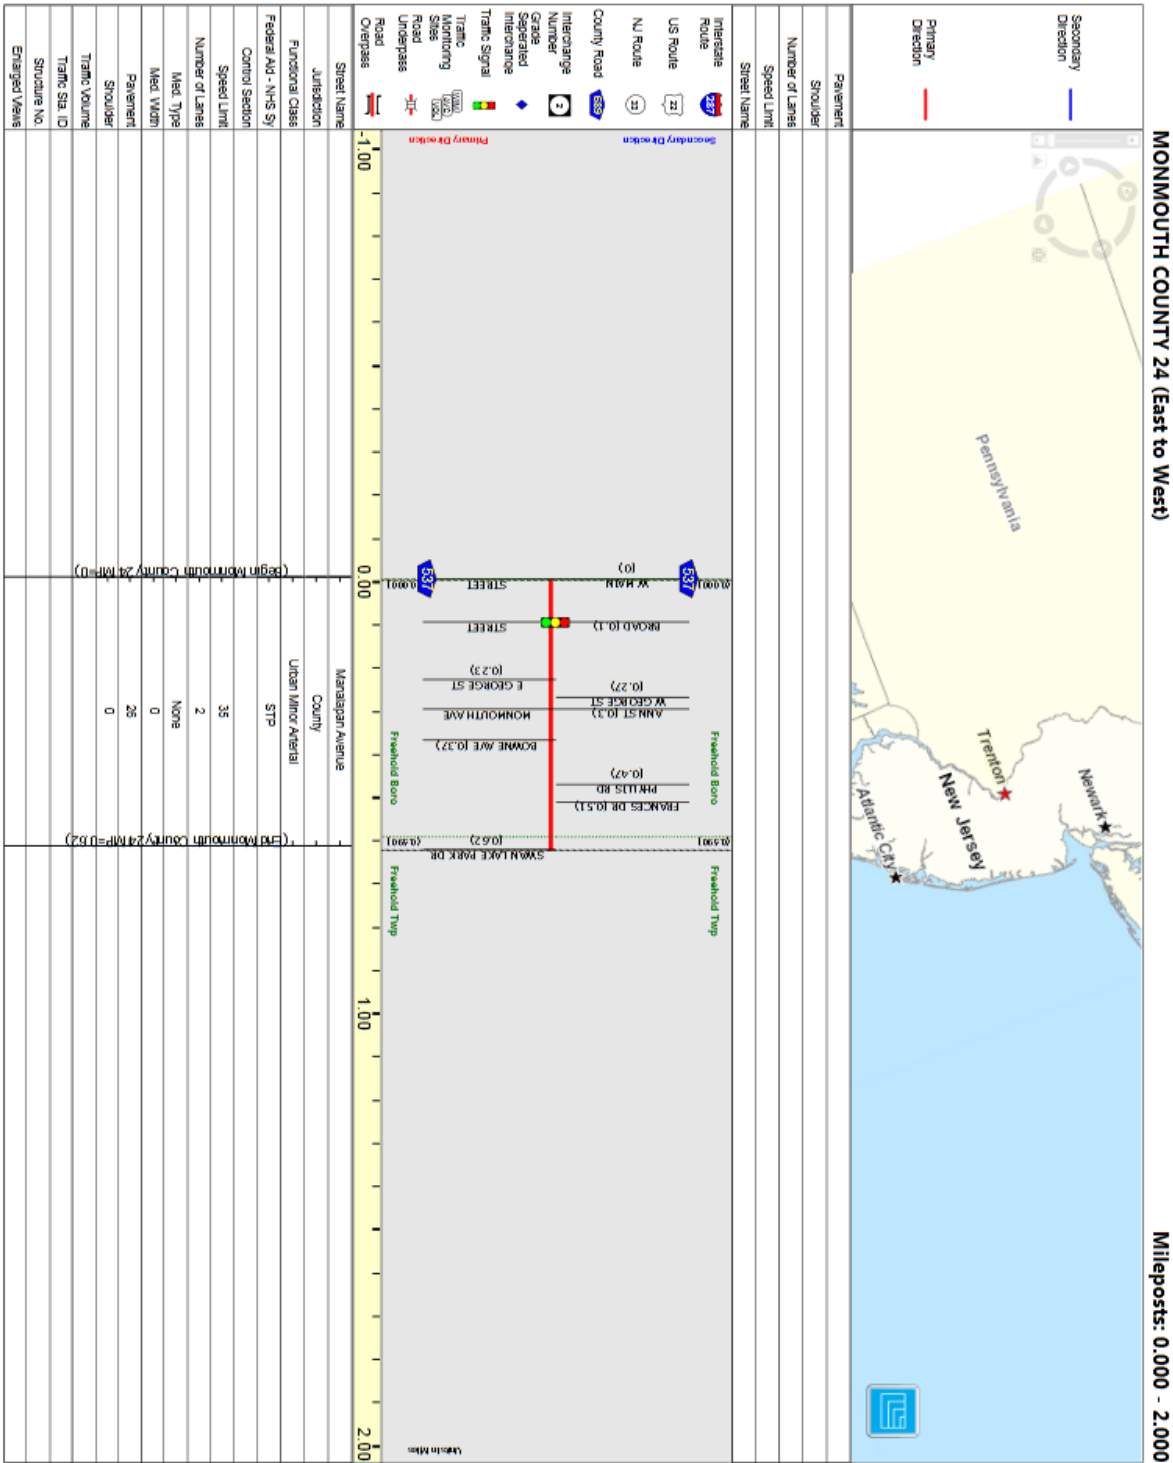 MONMOUTH COUNTY 24 (East to West)
Mileposts: 0.000 - 2.000
Secondary
Direction
Primary
Direction
Pennsylvania
Trenton
Newark
New Jersey
Atlantic City
Pavement
Shoulder
Number of Lanes
Speed Limit
Street Name
Interstate
Route
287
US Route
22
NJ Route
22
County Road
Interchange
Number
2
Grade
Seperated
Interchange
Traffic Signal
Traffic
Monitoring
Sites
Road
Underpass
Road
Overpass
Secondary Direction
Primary Direction
537
537
W MAIN
(0)
STREET
BROAD (0.1)
STREET
E GEORGE ST
(0.23)
W GEORGE ST
(0.27)
ANN ST (0.3)
MONMOUTH AVE
BOWNE AVE (0.37)
PHYLLIS RD
(0.47)
FRANCES DR (0.51)
SWAN LAKE PARK DR
(0.62)
Freehold Boro
Freehold Twp
Freehold Boro
Freehold Twp
Units in Miles
-1.00
0.00
1.00
2.00
Street Name
Manalapan Avenue
Jurisdiction
County
Functional Class
Urban Minor Arterial
Federal Aid - NHS Sy
STP
Control Section
Speed Limit
35
Number of Lanes
2
Med. Type
None
Med. Width
0
Pavement
26
Shoulder
0
Traffic Volume
Traffic Sta. ID
Structure No.
Enlarged Views
(Begin Monmouth County 24 MP=0)
(End Monmouth County 24 MP=0.62)